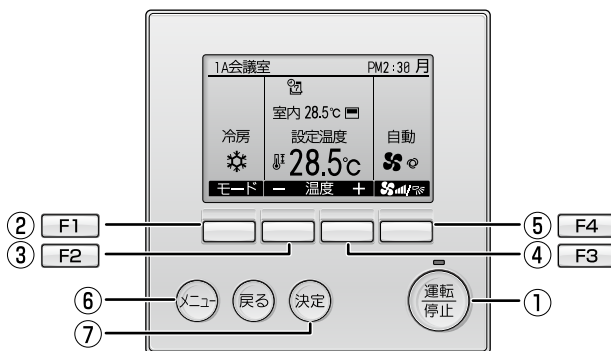 1A会議室 PM2:30 月
室内 28.5℃
冷房 設定温度 自動
28.5℃
モード － 温度 ＋
② F1 ⑤ F4
③ F2 ④ F3
⑥ メニュー 戻る 決定 運転 ①
停止
⑦